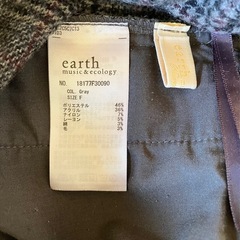 earth
music&ecology
NO 18177F30090
COL. Gray
SIZE F
ポリエステル 46%
アクリル 36%
ナイロン 7%
レーヨン 5%
綿 3%
毛 3%